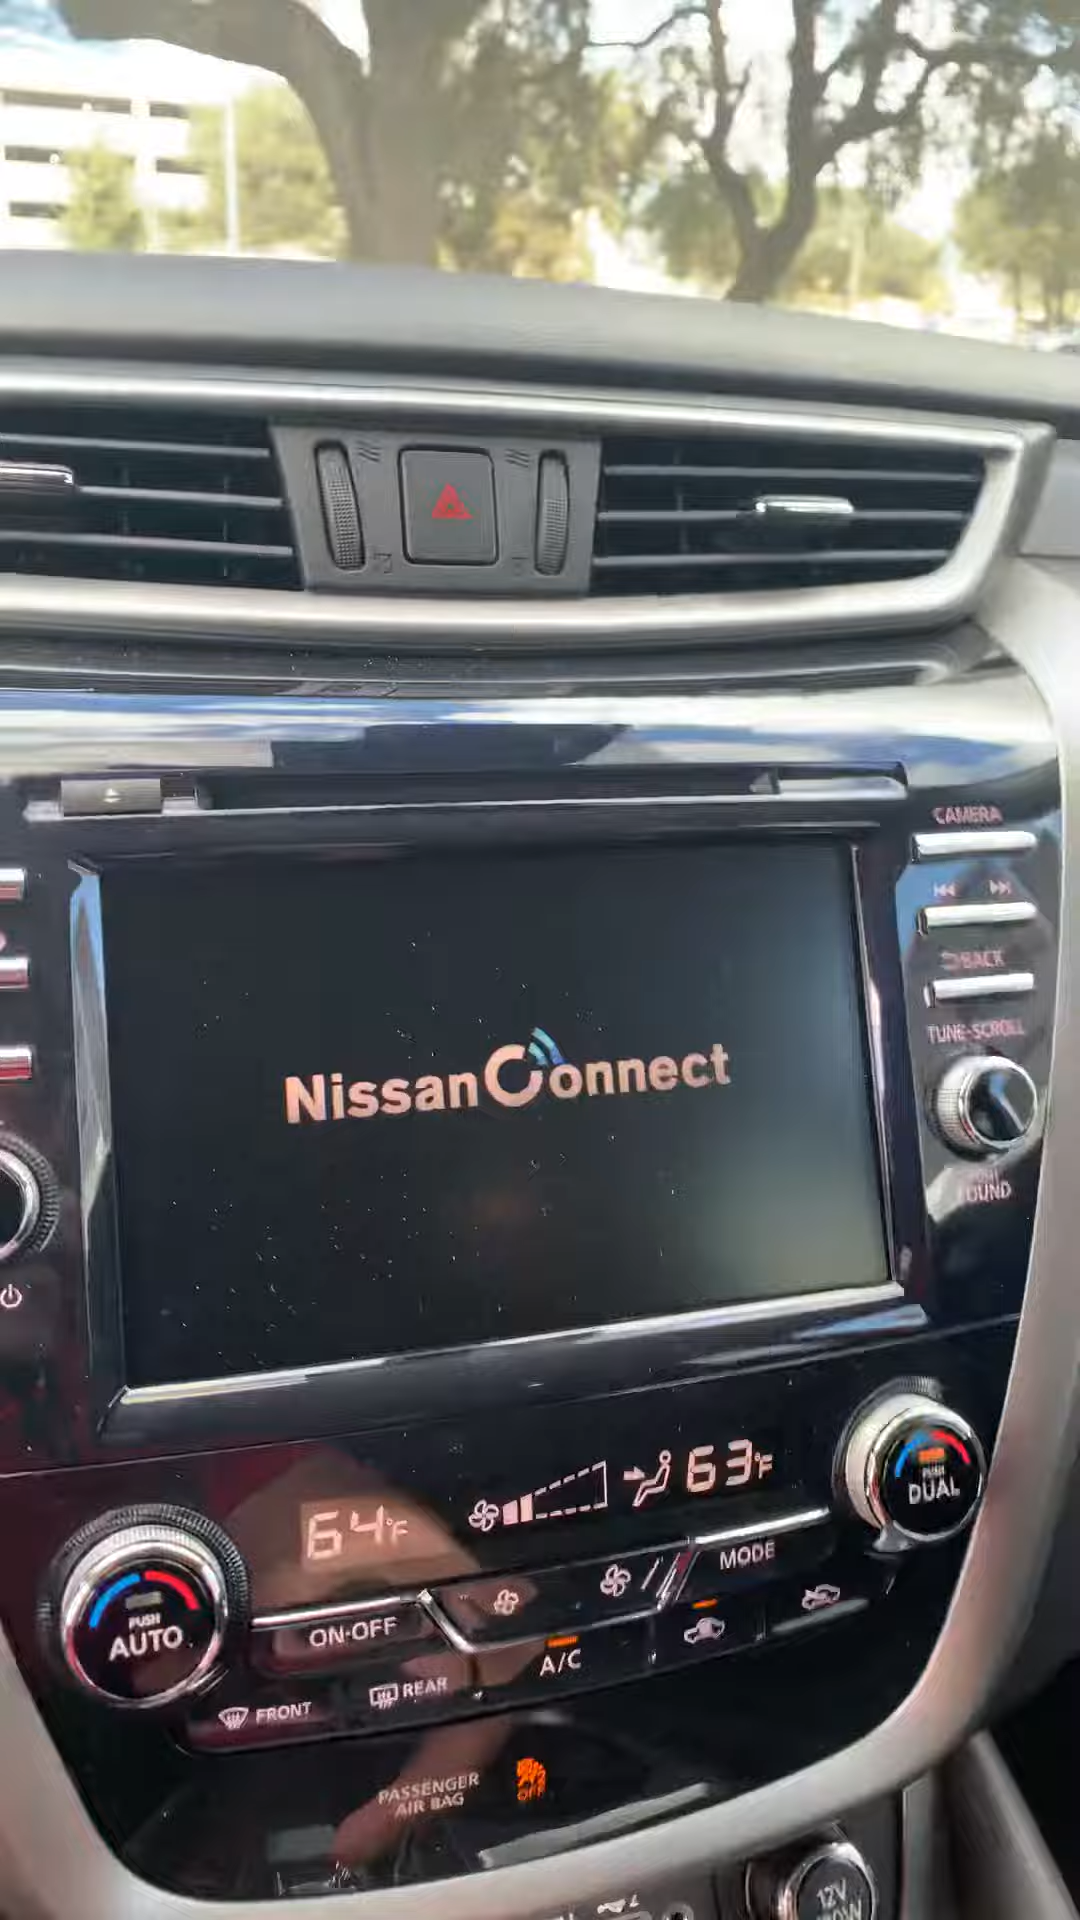 CAMERA
BACK
TUNE·SCROLL
NissanConnect
64°F
63°F
PUSH
DUAL
MODE
PUSH
AUTO
ON·OFF
A/C
FRONT
REAR
PASSENGER
AIR BAG
OFF
12V